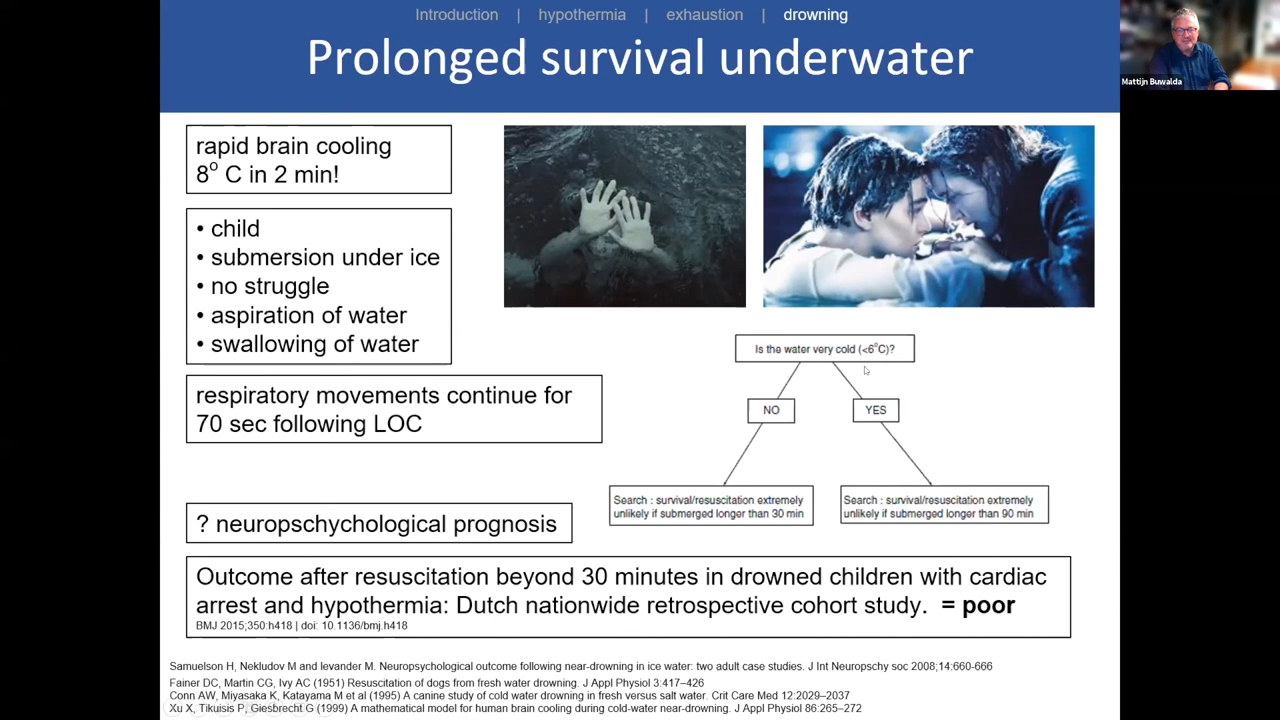 Introduction | hypothermia | exhaustion | drowning
Prolonged survival underwater
Mattijn Buwalda
rapid brain cooling
8° C in 2 min!
• child
• submersion under ice
• no struggle
• aspiration of water
• swallowing of water
respiratory movements continue for
70 sec following LOC
Is the water very cold (<6°C)?
NO
YES
Search : survival/resuscitation extremely
unlikely if submerged longer than 30 min
Search : survival/resuscitation extremely
unlikely if submerged longer than 90 min
? neuropschychological prognosis
Outcome after resuscitation beyond 30 minutes in drowned children with cardiac
arrest and hypothermia: Dutch nationwide retrospective cohort study. = poor
BMJ 2015;350:h418 | doi: 10.1136/bmj.h418
Samuelson H, Nekludov M and levander M. Neuropsychological outcome following near-drowning in ice water: two adult case studies. J Int Neuropschy soc 2008;14:660-666
Fainer DC, Martin CG, Ivy AC (1951) Resuscitation of dogs from fresh water drowning. J Appl Physiol 3:417–426
Conn AW, Miyasaka K, Katayama M et al (1995) A canine study of cold water drowning in fresh versus salt water. Crit Care Med 12:2029–2037
Xu X, Tikuisis P, Giesbrecht G (1999) A mathematical model for human brain cooling during cold-water near-drowning. J Appl Physiol 86:265–272